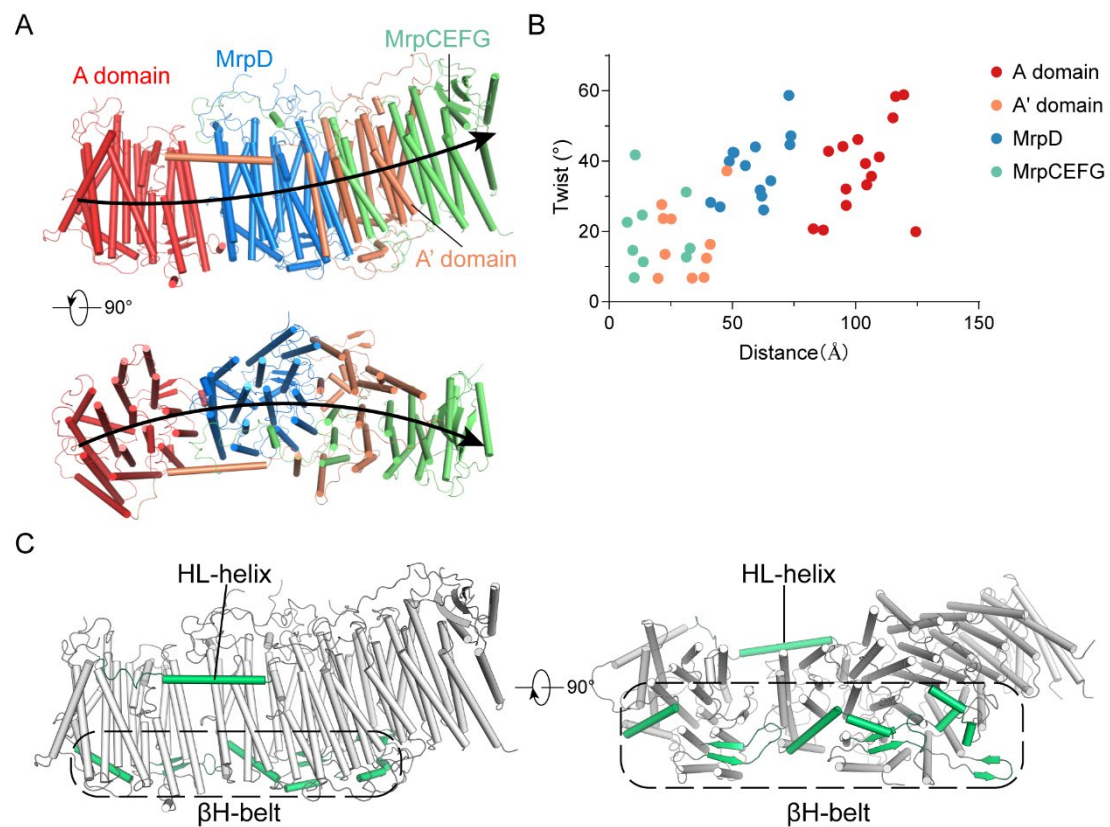 A
A domain
MrpD
MrpCEFG
A' domain
90°
B
Twist (°)
60
40
20
0
0
50
100
150
Distance(Å)
A domain
A' domain
MrpD
MrpCEFG
C
HL-helix
βH-belt
90°
HL-helix
βH-belt